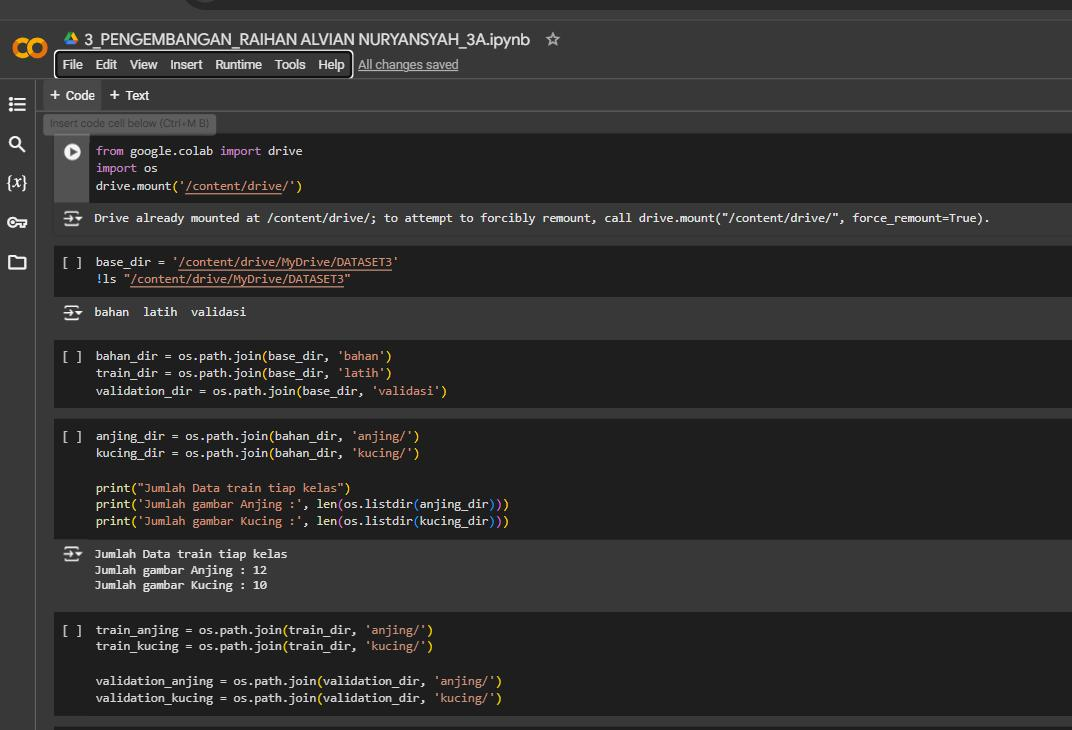 3_PENGEMBANGAN_RAIHAN ALVIAN NURYANSYAH_3A.ipynb
File Edit View Insert Runtime Tools Help All changes saved
+ Code + Text
Insert code cell below (Ctrl+M B)
from google.colab import drive
import os
drive.mount('/content/drive/')
Drive already mounted at /content/drive/; to attempt to forcibly remount, call drive.mount("/content/drive/", force_remount=True).
[ ] base_dir = '/content/drive/MyDrive/DATASET3'
!ls "/content/drive/MyDrive/DATASET3"
bahan latih validasi
[ ] bahan_dir = os.path.join(base_dir, 'bahan')
train_dir = os.path.join(base_dir, 'latih')
validation_dir = os.path.join(base_dir, 'validasi')
[ ] anjing_dir = os.path.join(bahan_dir, 'anjing/')
kucing_dir = os.path.join(bahan_dir, 'kucing/')
print("Jumlah Data train tiap kelas")
print('Jumlah gambar Anjing :', len(os.listdir(anjing_dir)))
print('Jumlah gambar Kucing :', len(os.listdir(kucing_dir)))
Jumlah Data train tiap kelas
Jumlah gambar Anjing : 12
Jumlah gambar Kucing : 10
[ ] train_anjing = os.path.join(train_dir, 'anjing/')
train_kucing = os.path.join(train_dir, 'kucing/')
validation_anjing = os.path.join(validation_dir, 'anjing/')
validation_kucing = os.path.join(validation_dir, 'kucing/')